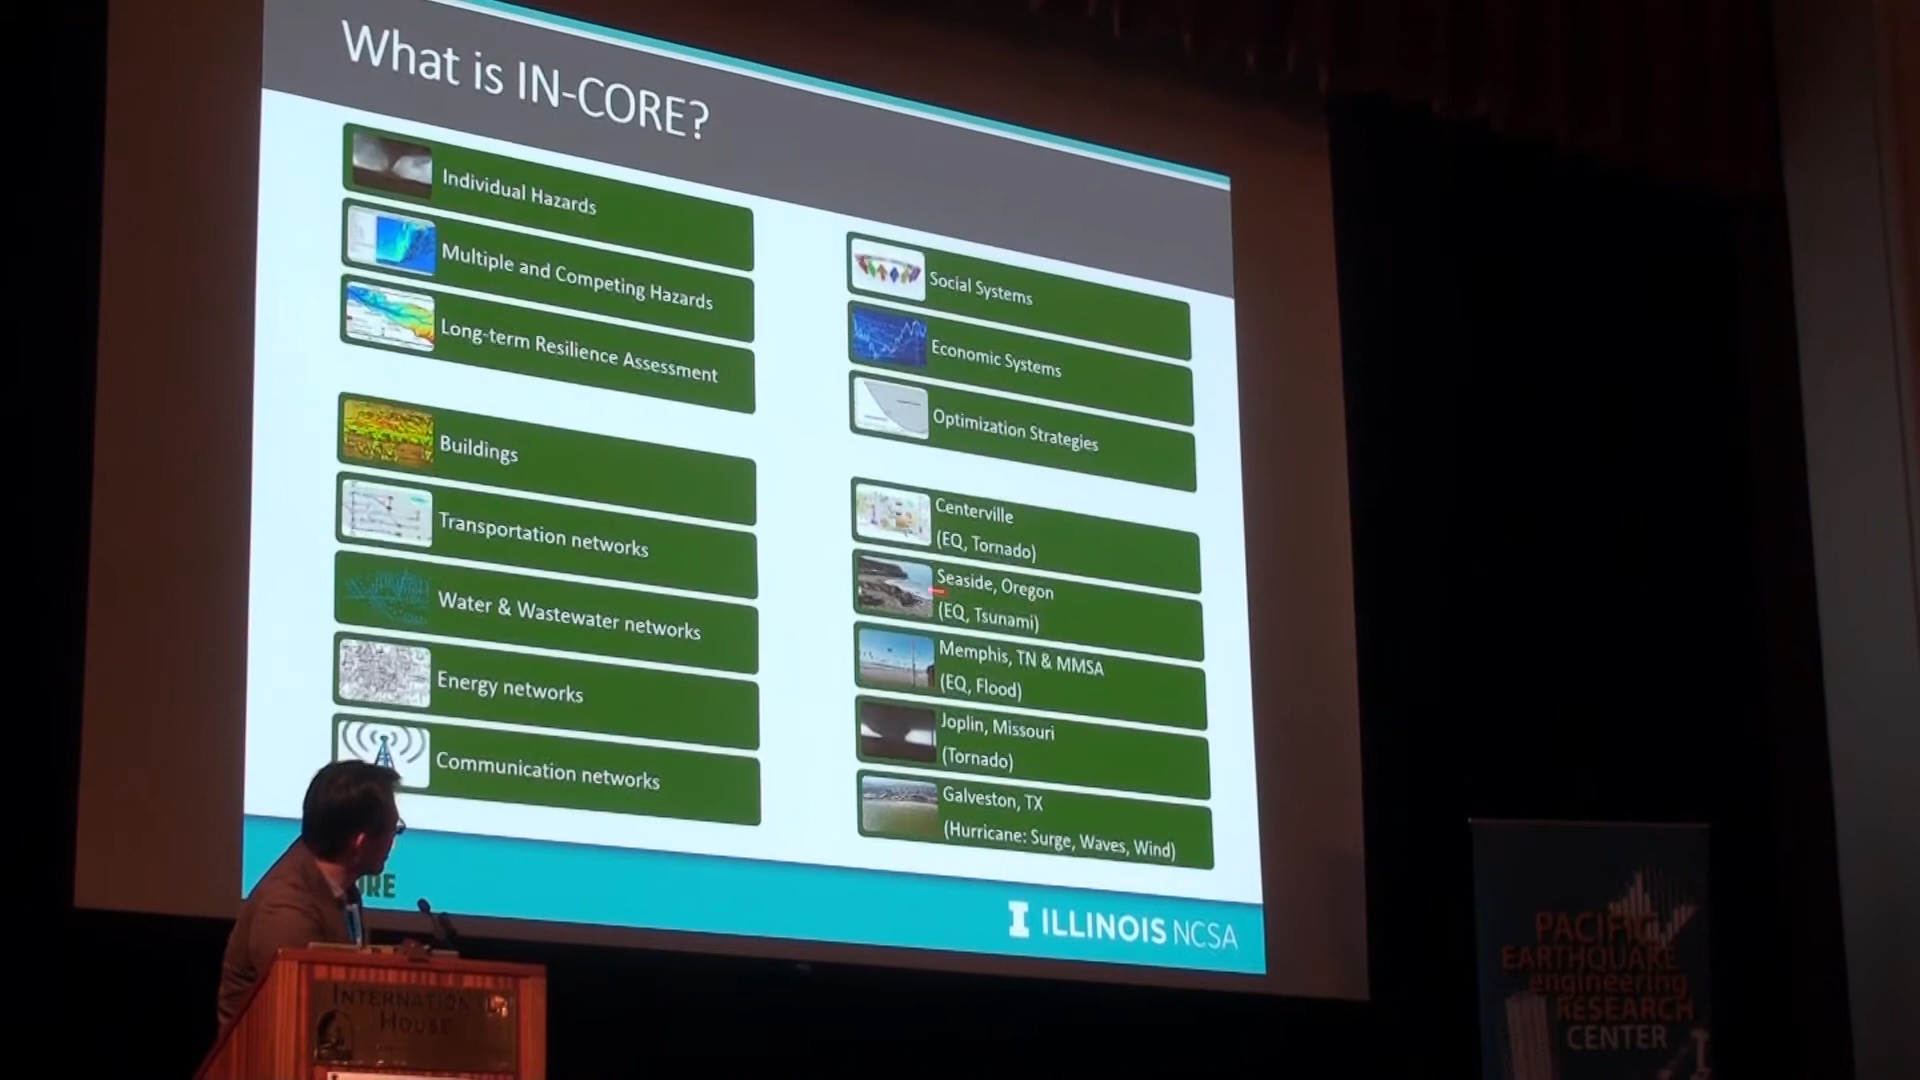 What is IN-CORE?
Individual Hazards
Multiple and Competing Hazards
Long-term Resilience Assessment
Buildings
Transportation networks
Water & Wastewater networks
Energy networks
Communication networks
Social Systems
Economic Systems
Optimization Strategies
Centerville
(EQ, Tornado)
Seaside, Oregon
(EQ, Tsunami)
Memphis, TN & MMSA
(EQ, Flood)
Joplin, Missouri
(Tornado)
Galveston, TX
(Hurricane: Surge, Waves, Wind)
I ILLINOIS NCSA
INTERNATIONAL
HOUSE
PACIFIC
EARTHQUAKE
engineering
RESEARCH
CENTER